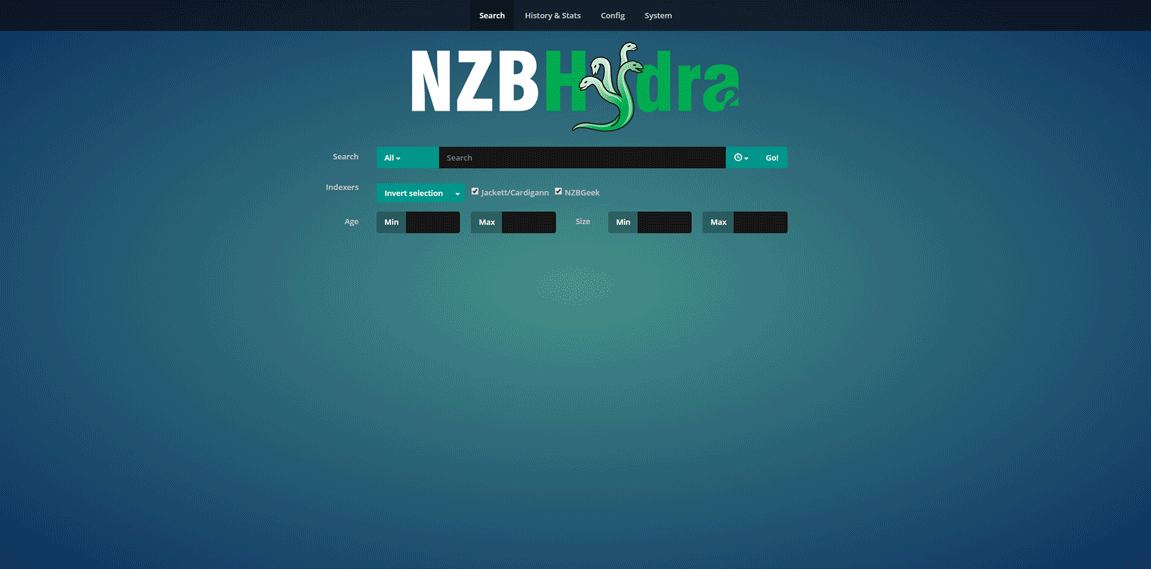 Search History & Stats Config System
NZBHydra2
Search All Search Go!
Indexers Invert selection Jackett/Cardigann NZBGeek
Age Min Max Size Min Max